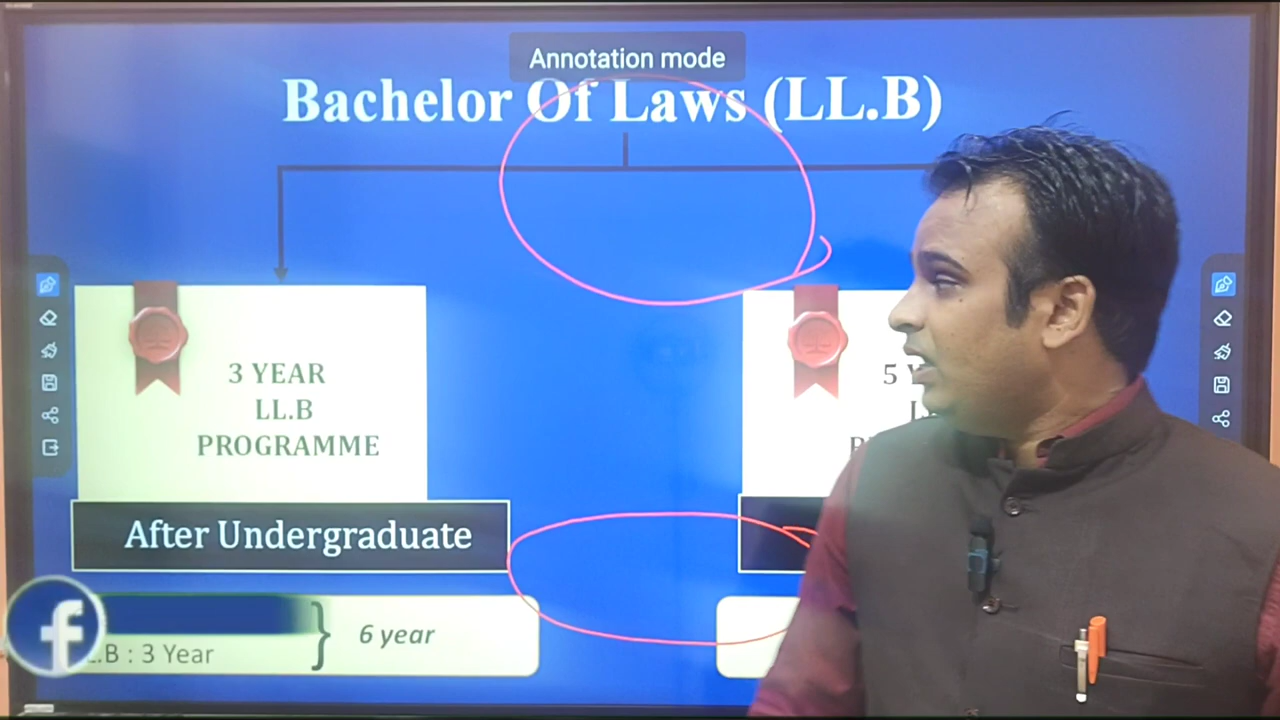 Annotation mode
Bachelor Of Laws (LL.B)
3 YEAR
LL.B
PROGRAMME
5
After Undergraduate
.B : 3 Year
6 year